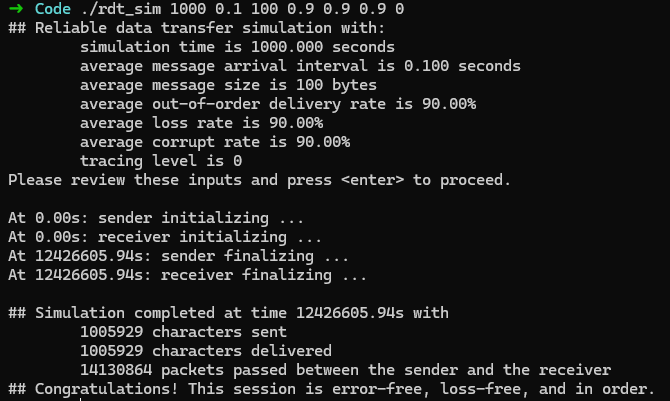 → Code ./rdt_sim 1000 0.1 100 0.9 0.9 0.9 0
## Reliable data transfer simulation with:
simulation time is 1000.000 seconds
average message arrival interval is 0.100 seconds
average message size is 100 bytes
average out-of-order delivery rate is 90.00%
average loss rate is 90.00%
average corrupt rate is 90.00%
tracing level is 0
Please review these inputs and press <enter> to proceed.
At 0.00s: sender initializing ...
At 0.00s: receiver initializing ...
At 12426605.94s: sender finalizing ...
At 12426605.94s: receiver finalizing ...
## Simulation completed at time 12426605.94s with
1005929 characters sent
1005929 characters delivered
14130864 packets passed between the sender and the receiver
## Congratulations! This session is error-free, loss-free, and in order.